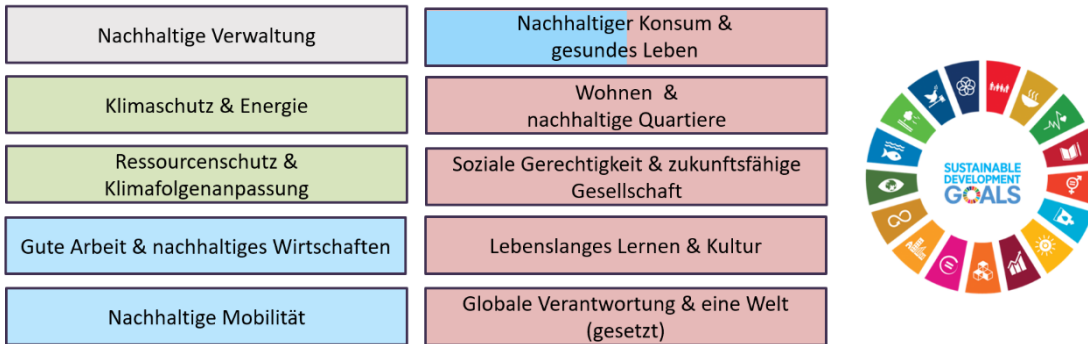 Nachhaltige Verwaltung
Klimaschutz & Energie
Ressourcenschutz &
Klimafolgenanpassung
Gute Arbeit & nachhaltiges Wirtschaften
Nachhaltige Mobilität
Nachhaltiger Konsum &
gesundes Leben
Wohnen &
nachhaltige Quartiere
Soziale Gerechtigkeit & zukunftsfähige
Gesellschaft
Lebenslanges Lernen & Kultur
Globale Verantwortung & eine Welt
(gesetzt)
SUSTAINABLE
DEVELOPMENT
GOALS